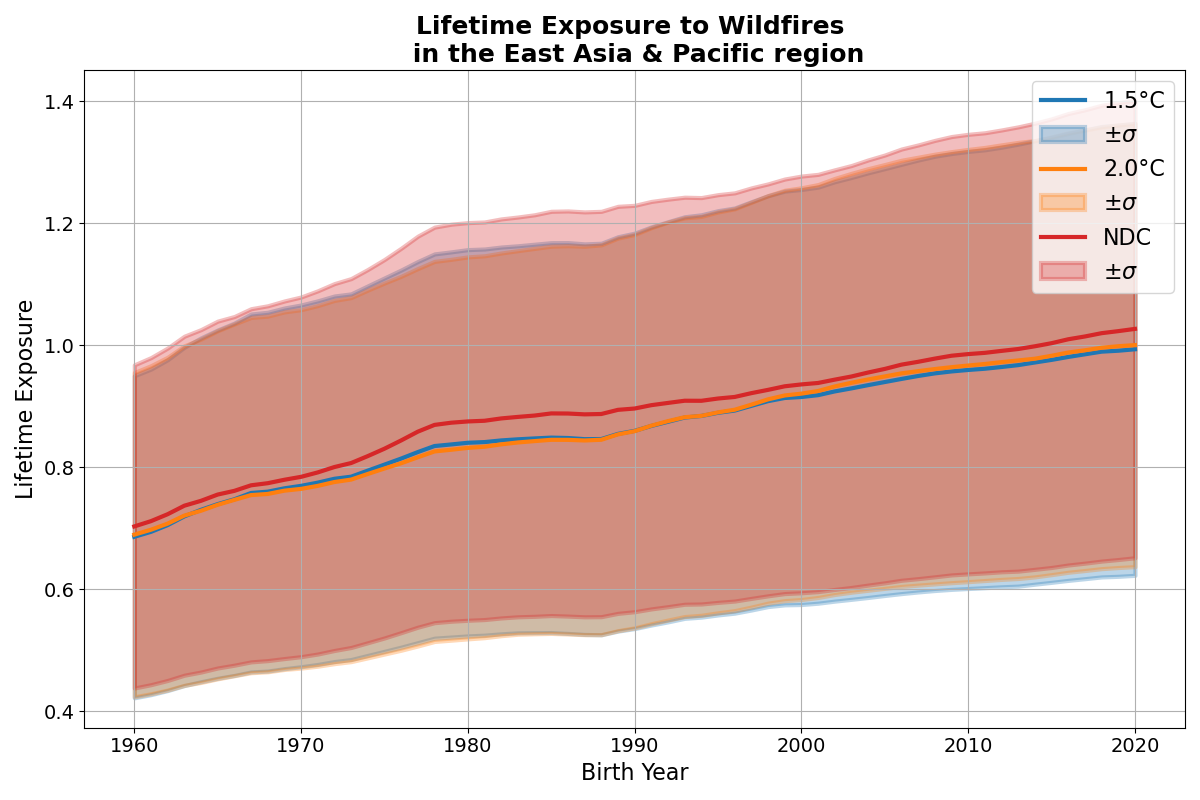 Lifetime Exposure to Wildfires
in the East Asia & Pacific region
Lifetime Exposure
1.4
1.2
1.0
0.8
0.6
0.4
1.5°C
±σ
2.0°C
±σ
NDC
±σ
1960
1970
1980
1990
2000
2010
2020
Birth Year